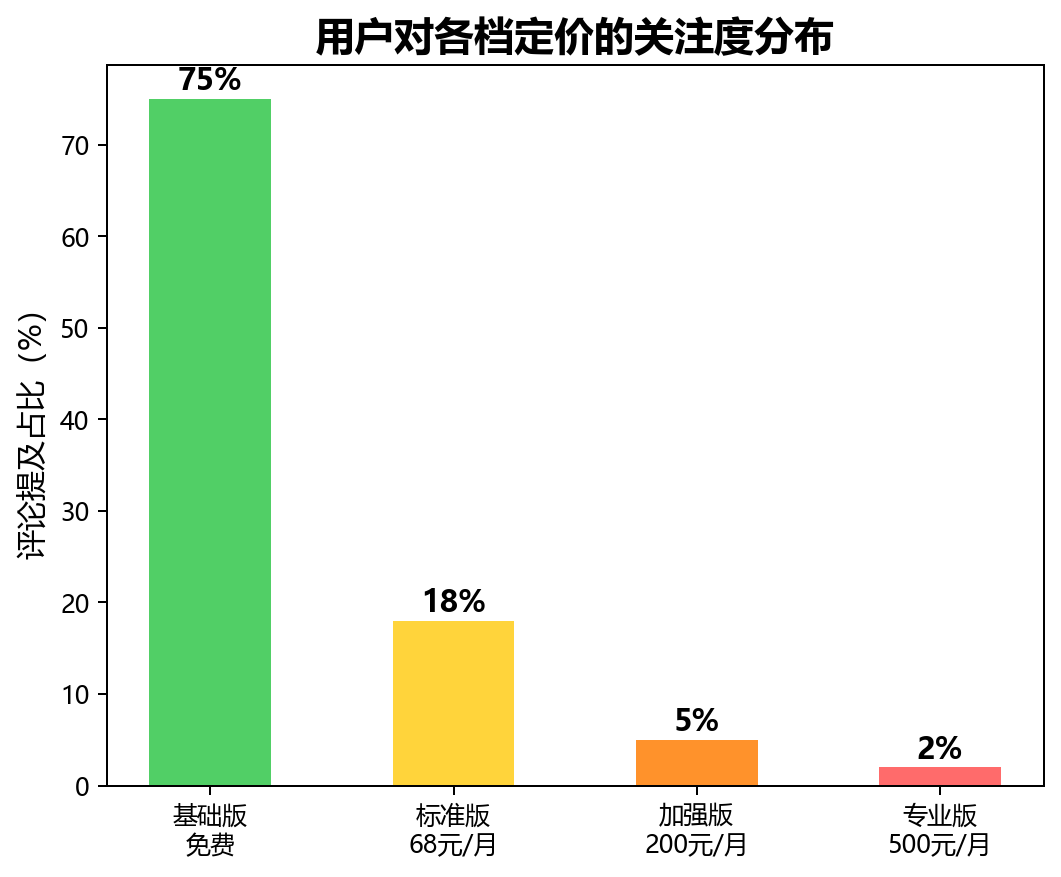 用户对各档定价的关注度分布
评论提及占比（%）
70
60
50
40
30
20
10
0
75%
18%
5%
2%
基础版
免费
标准版
68元/月
加强版
200元/月
专业版
500元/月